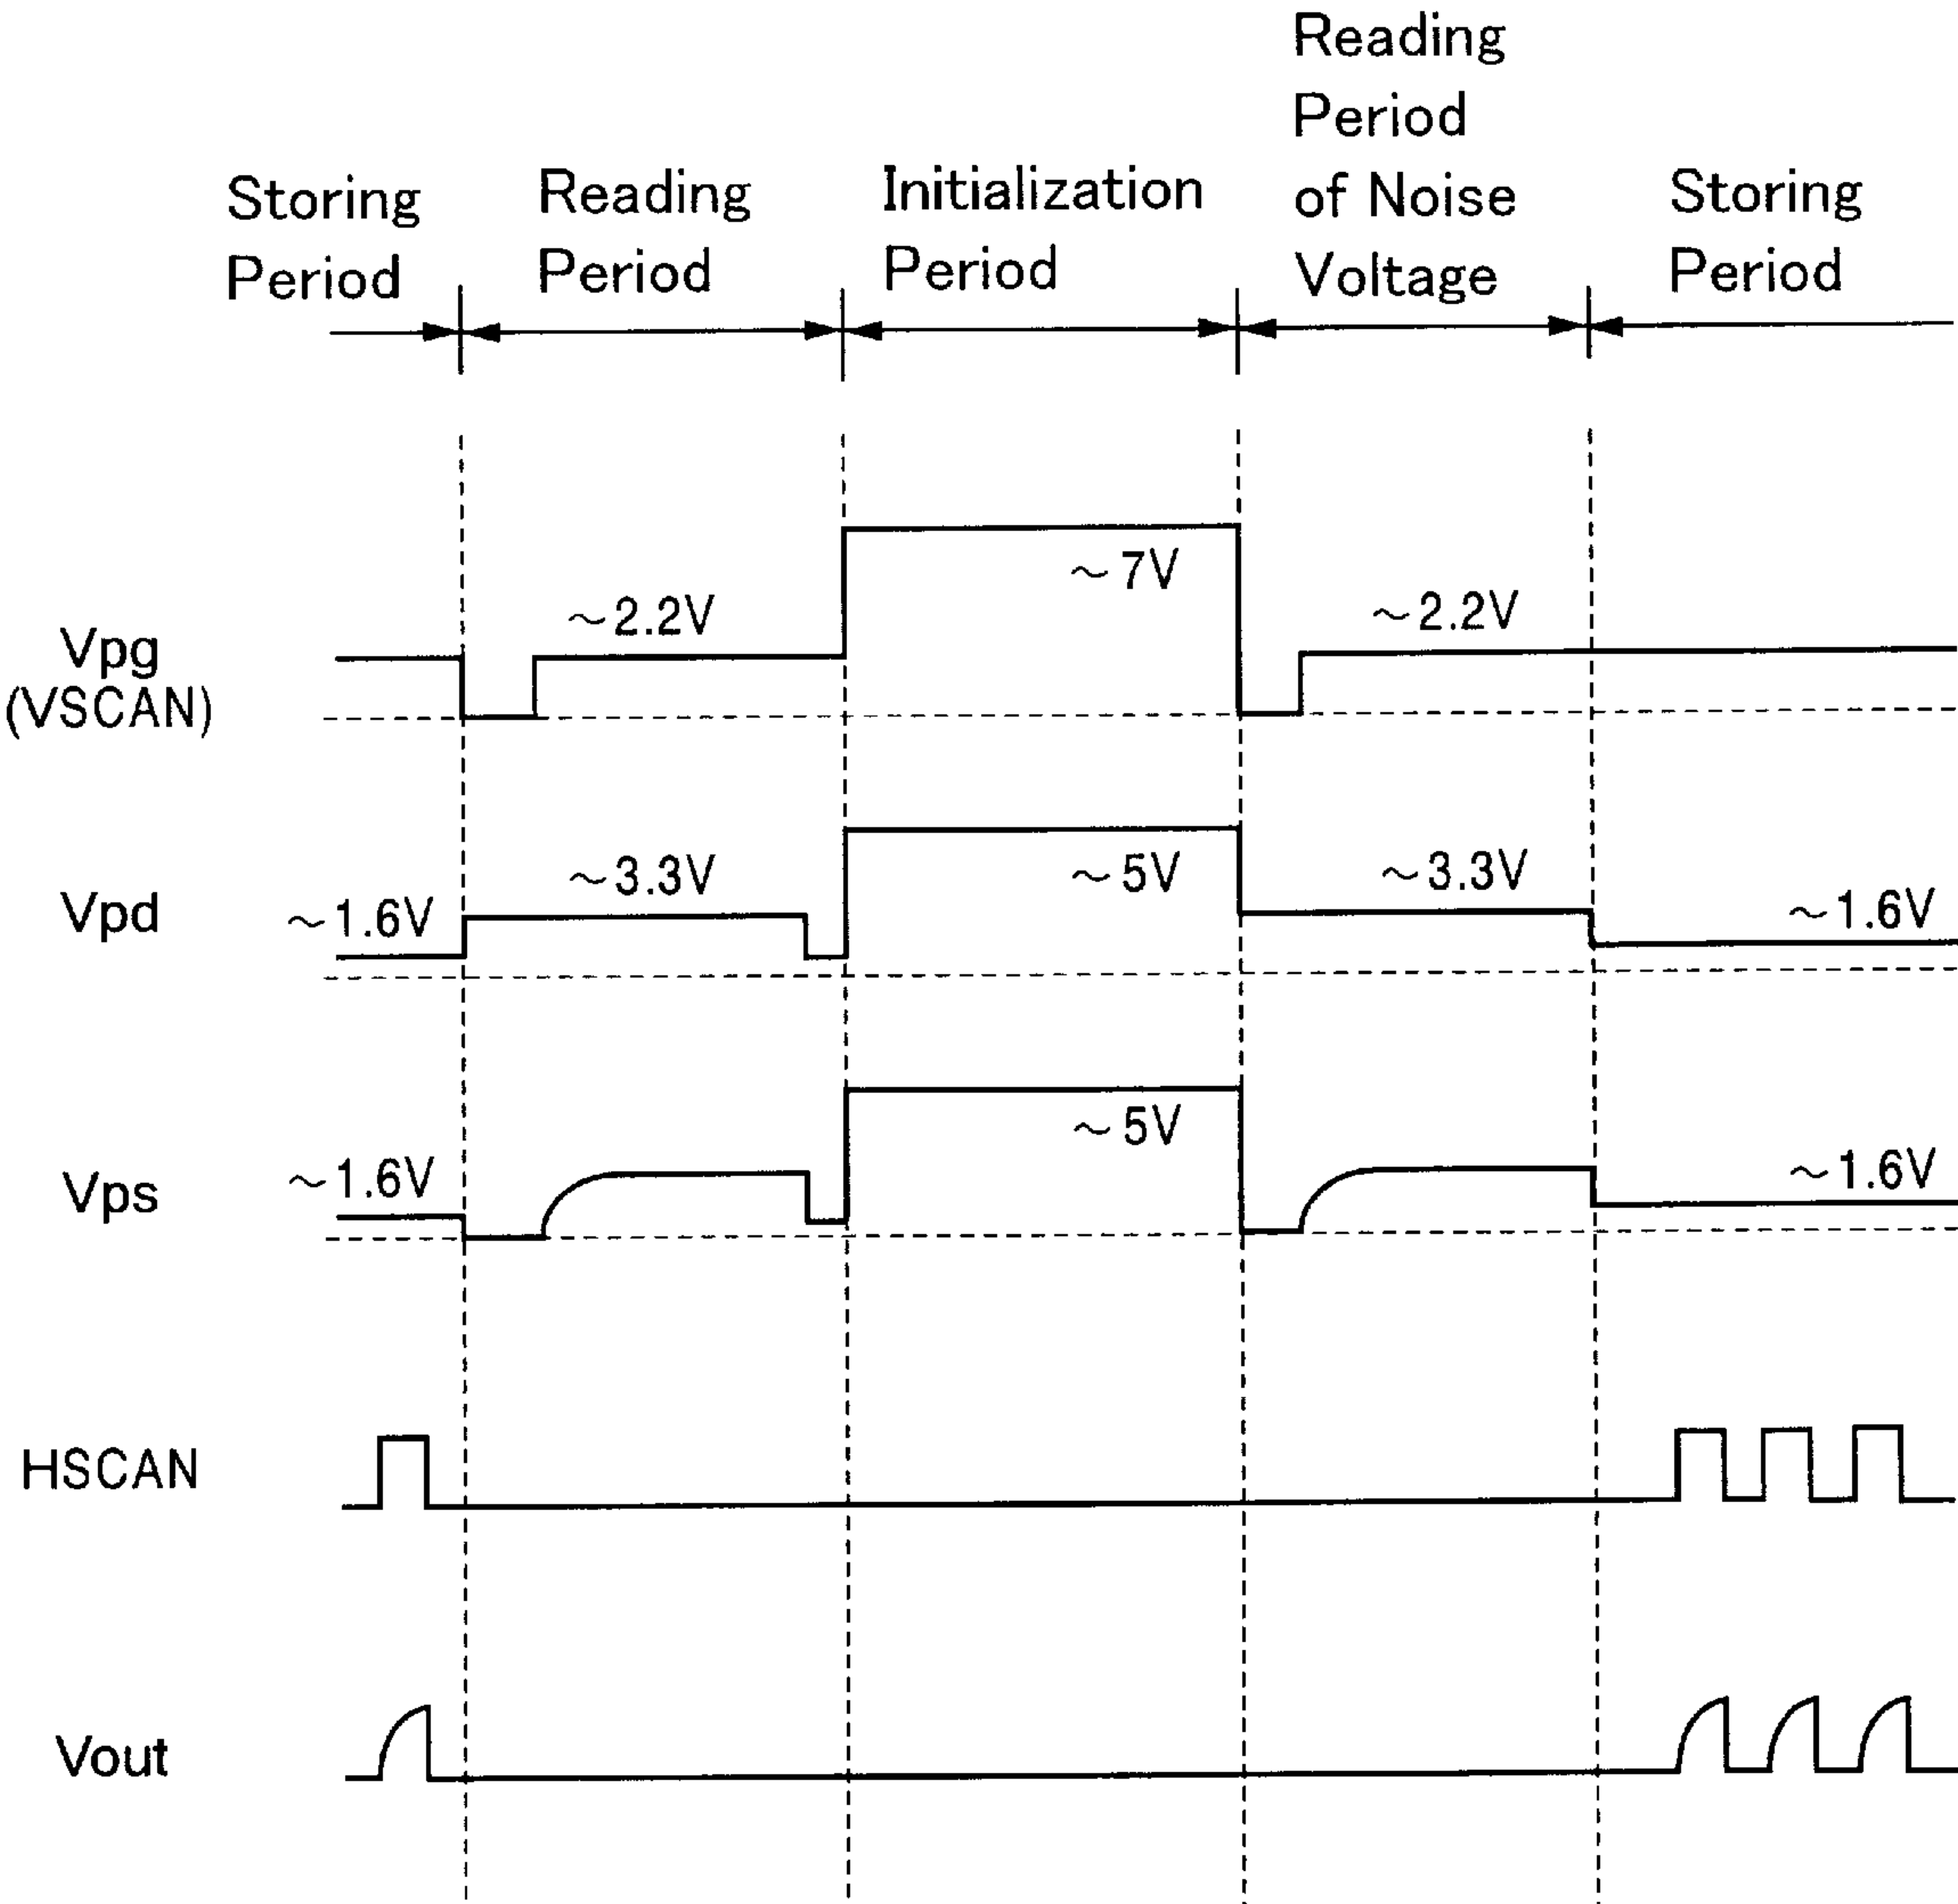 Reading
Period
of Noise
Voltage
Storing
Period
Reading
Period
Initialization
Period
Storing
Period
Vpg
(VSCAN)
~2.2V
~7V
~2.2V
Vpd
~1.6V
~3.3V
~5V
~3.3V
~1.6V
Vps
~1.6V
~5V
~1.6V
HSCAN
Vout